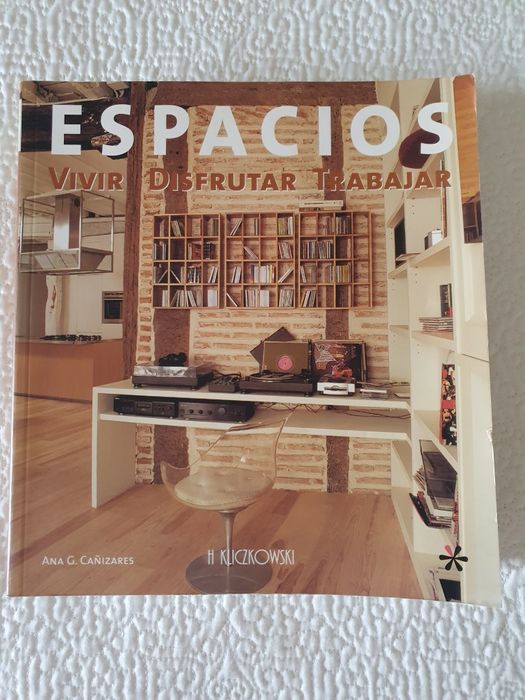 ESPACIOS
VIVIR DISFRUTAR TRABAJAR
ANA G. CAÑIZARES
H KLICZKOWSKI